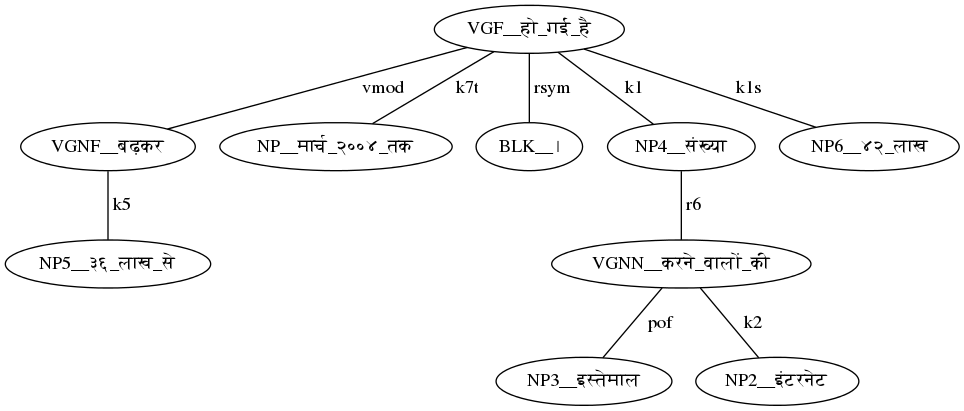 VGF__हो_गई_है
vmod k7t rsym k1 k1s
VGNF__बढ़कर NP__मार्च_२००४_तक BLK__। NP4__संख्या NP6__४२_लाख
k5 r6
NP5__३६_लाख_से VGNN__करने_वालों_की
pof k2
NP3__इस्तेमाल NP2__इंटरनेट